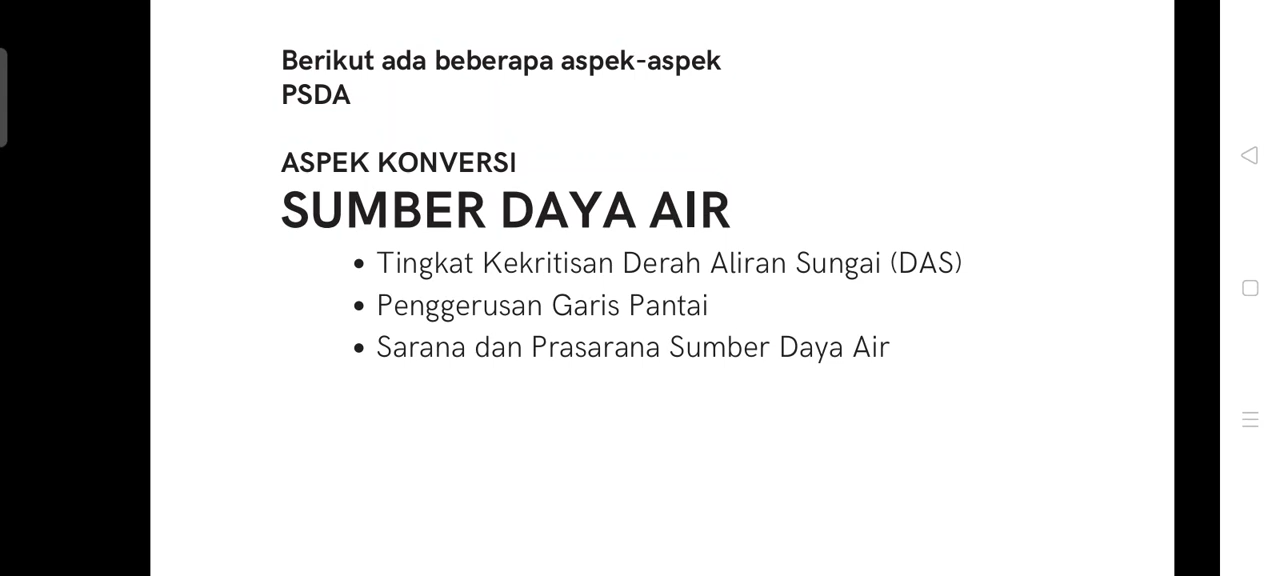 Berikut ada beberapa aspek-aspek
PSDA
ASPEK KONVERSI
SUMBER DAYA AIR
• Tingkat Kekritisan Derah Aliran Sungai (DAS)
• Penggerusan Garis Pantai
• Sarana dan Prasarana Sumber Daya Air